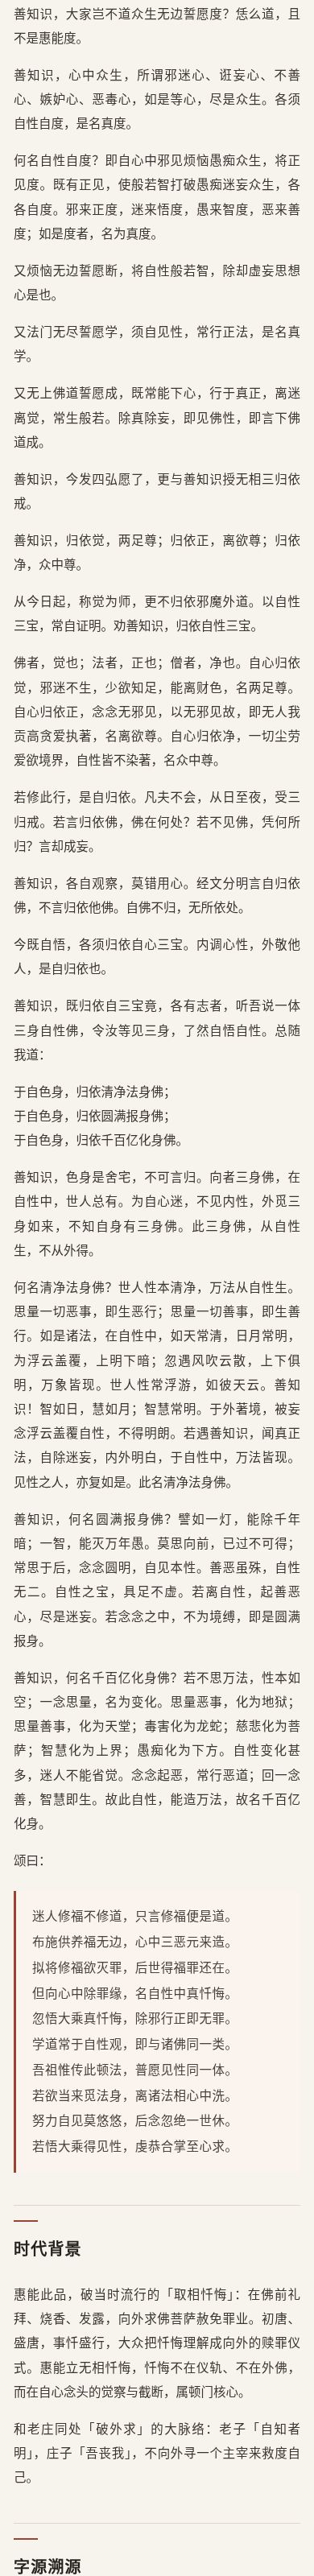 善知识，大家岂不道众生无边誓愿度？恁么道，且
不是惠能度。
善知识，心中众生，所谓邪迷心、诳妄心、不善
心、嫉妒心、恶毒心，如是等心，尽是众生。各须
自性自度，是名真度。
何名自性自度？即自心中邪见烦恼愚痴众生，将正
见度。既有正见，使般若智打破愚痴迷妄众生，各
各自度。邪来正度，迷来悟度，愚来智度，恶来善
度；如是度者，名为真度。
又烦恼无边誓愿断，将自性般若智，除却虚妄思想
心是也。
又法门无尽誓愿学，须自见性，常行正法，是名真
学。
又无上佛道誓愿成，既常能下心，行于真正，离迷
离觉，常生般若。除真除妄，即见佛性，即言下佛
道成。
善知识，今发四弘愿了，更与善知识授无相三归依
戒。
善知识，归依觉，两足尊；归依正，离欲尊；归依
净，众中尊。
从今日起，称觉为师，更不归依邪魔外道。以自性
三宝，常自证明。劝善知识，归依自性三宝。
佛者，觉也；法者，正也；僧者，净也。自心归依
觉，邪迷不生，少欲知足，能离财色，名两足尊。
自心归依正，念念无邪见，以无邪见故，即无人我
贡高贪爱执著，名离欲尊。自心归依净，一切尘劳
爱欲境界，自性皆不染著，名众中尊。
若修此行，是自归依。凡夫不会，从日至夜，受三
归戒。若言归依佛，佛在何处？若不见佛，凭何所
归？言却成妄。
善知识，各自观察，莫错用心。经文分明言自归依
佛，不言归依他佛。自佛不归，无所依处。
今既自悟，各须归依自心三宝。内调心性，外敬他
人，是自归依也。
善知识，既归依自三宝竟，各有志者，听吾说一体
三身自性佛，令汝等见三身，了然自悟自性。总随
我道：
于自色身，归依清净法身佛；
于自色身，归依圆满报身佛；
于自色身，归依千百亿化身佛。
善知识，色身是舍宅，不可言归。向者三身佛，在
自性中，世人总有。为自心迷，不见内性，外觅三
身如来，不知自身有三身佛。此三身佛，从自性
生，不从外得。
何名清净法身佛？世人性本清净，万法从自性生。
思量一切恶事，即生恶行；思量一切善事，即生善
行。如是诸法，在自性中，如天常清，日月常明，
为浮云盖覆，上明下暗；忽遇风吹云散，上下俱
明，万象皆现。世人性常浮游，如彼天云。善知
识！智如日，慧如月；智慧常明。于外著境，被妄
念浮云盖覆自性，不得明朗。若遇善知识，闻真正
法，自除迷妄，内外明白，于自性中，万法皆现。
见性之人，亦复如是。此名清净法身佛。
善知识，何名圆满报身佛？譬如一灯，能除千年
暗；一智，能灭万年愚。莫思向前，已过不可得；
常思于后，念念圆明，自见本性。善恶虽殊，自性
无二。自性之宝，具足不虚。若离自性，起善恶
心，尽是迷妄。若念念之中，不为境缚，即是圆满
报身。
善知识，何名千百亿化身佛？若不思万法，性本如
空；一念思量，名为变化。思量恶事，化为地狱；
思量善事，化为天堂；毒害化为龙蛇；慈悲化为菩
萨；智慧化为上界；愚痴化为下方。自性变化甚
多，迷人不能省觉。念念起恶，常行恶道；回一念
善，智慧即生。故此自性，能造万法，故名千百亿
化身。
颂曰：
迷人修福不修道，只言修福便是道。
布施供养福无边，心中三恶元来造。
拟将修福欲灭罪，后世得福罪还在。
但向心中除罪缘，名自性中真忏悔。
忽悟大乘真忏悔，除邪行正即无罪。
学道常于自性观，即与诸佛同一类。
吾祖惟传此顿法，普愿见性同一体。
若欲当来觅法身，离诸法相心中洗。
努力自见莫悠悠，后念忽绝一世休。
若悟大乘得见性，虔恭合掌至心求。
时代背景
惠能此品，破当时流行的「取相忏悔」：在佛前礼
拜、烧香、发露，向外求佛菩萨赦免罪业。初唐、
盛唐，事忏盛行，大众把忏悔理解成向外的赎罪仪
式。惠能立无相忏悔，忏悔不在仪轨、不在外佛，
而在自心念头的觉察与截断，属顿门核心。
和老庄同处「破外求」的大脉络：老子「自知者
明」，庄子「吾丧我」，不向外寻一个主宰来救度自
己。
字源溯源